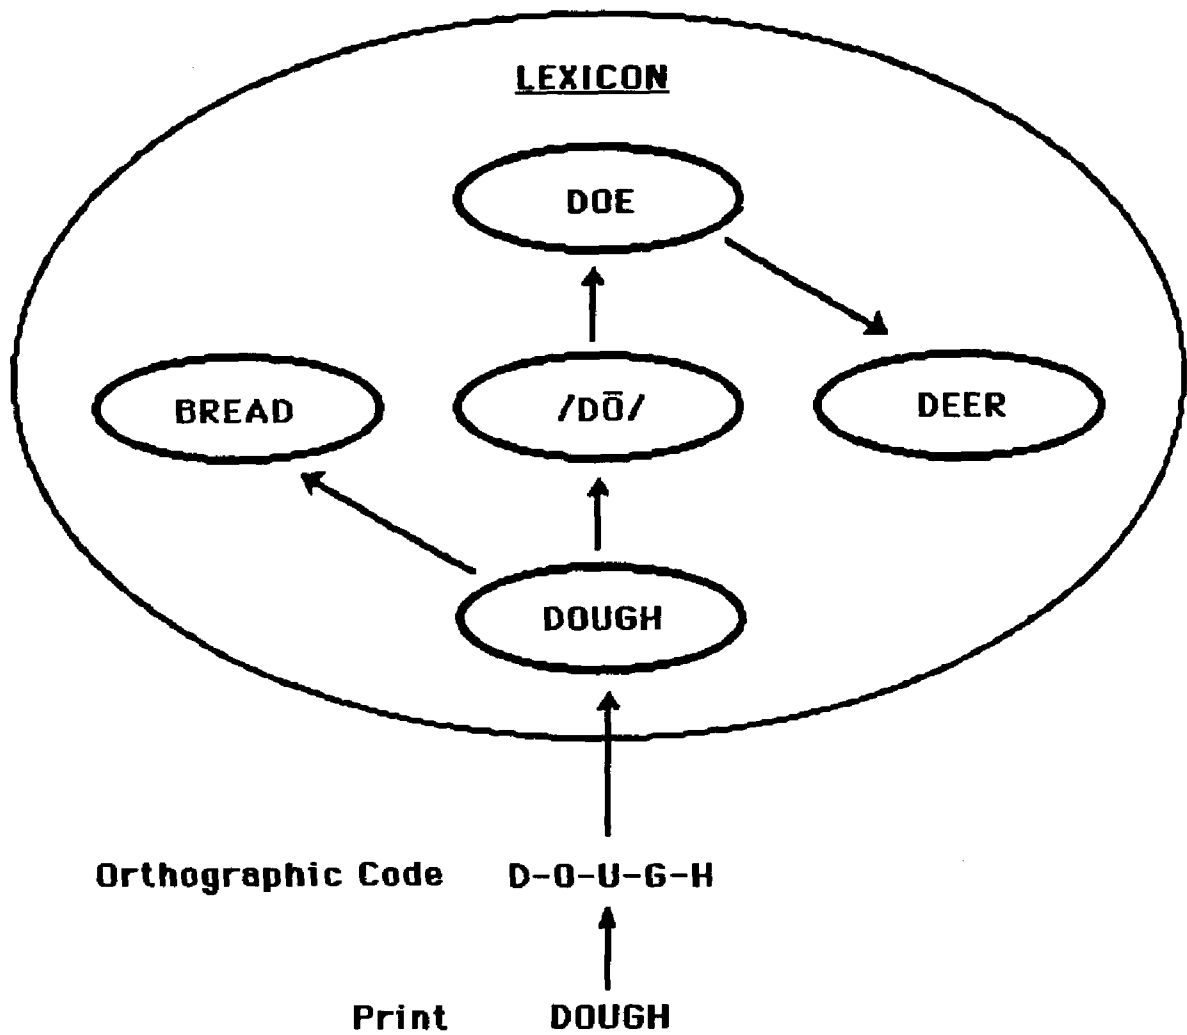 LEXICON
DOE
BREAD
/DŌ/
DEER
DOUGH
Orthographic Code D-O-U-G-H
Print DOUGH